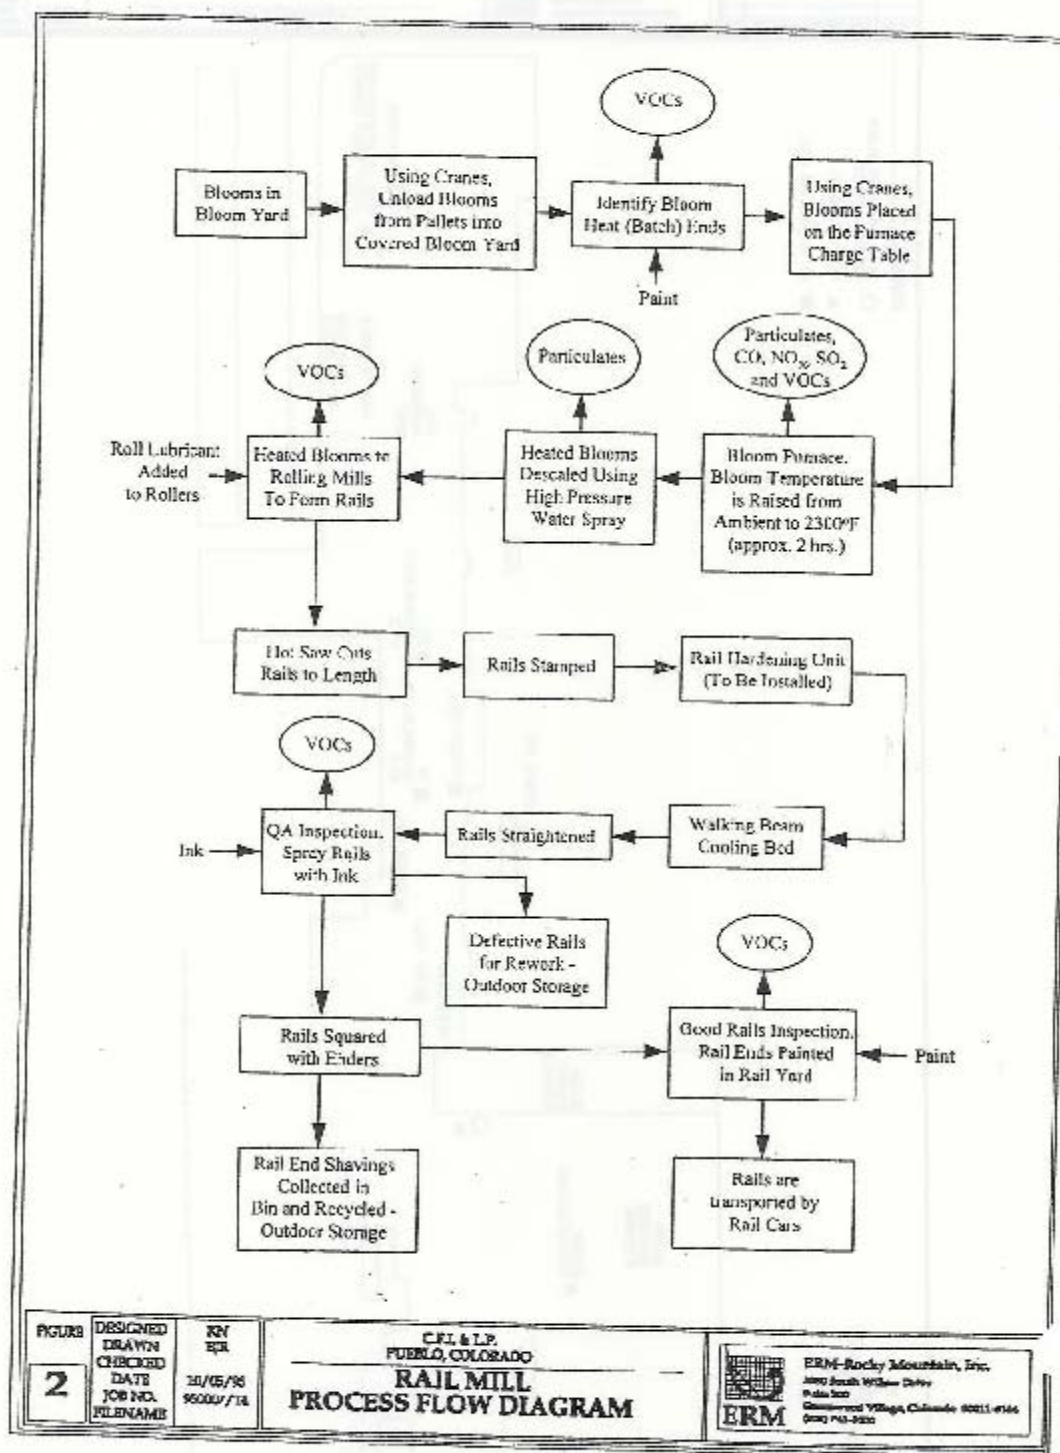 VOCs
Blooms in
Bloom Yard
Using Cranes,
Unload Blooms
from Pallets into
Covered Bloom Yard
Identify Bloom
Heat (Batch) Ends
Using Cranes,
Blooms Placed
on the Furnace
Charge Table
Paint
VOCs
Particulates
Particulates,
CO, NOx, SO2
and VOCs
Roll Lubricant
Added
to Rollers
Heated Blooms to
Rolling Mills
To Form Rails
Heated Blooms
Descaled Using
High Pressure
Water Spray
Bloom Furnace.
Bloom Temperature
is Raised from
Ambient to 2300°F
(approx. 2 hrs.)
Hot Saw Cuts
Rails to Length
Rails Stamped
Rail Hardening Unit
(To Be Installed)
VOCs
Ink
QA Inspection.
Spray Rails
with Ink
Rails Straightened
Walking Beam
Cooling Bed
Defective Rails
for Rework -
Outdoor Storage
VOCs
Rails Squared
with Enders
Good Rails Inspection.
Rail Ends Painted
in Rail Yard
Paint
Rail End Shavings
Collected in
Bin and Recycled -
Outdoor Storage
Rails are
transported by
Rail Cars
FIGURE
2
DESIGNED
DRAWN
CHECKED
DATE
JOB NO.
FILENAME
C.F.I. & L.P.
PUEBLO, COLORADO
RAIL MILL
PROCESS FLOW DIAGRAM
ERM
ERM-Rocky Mountain, Inc.
Village, Colorado